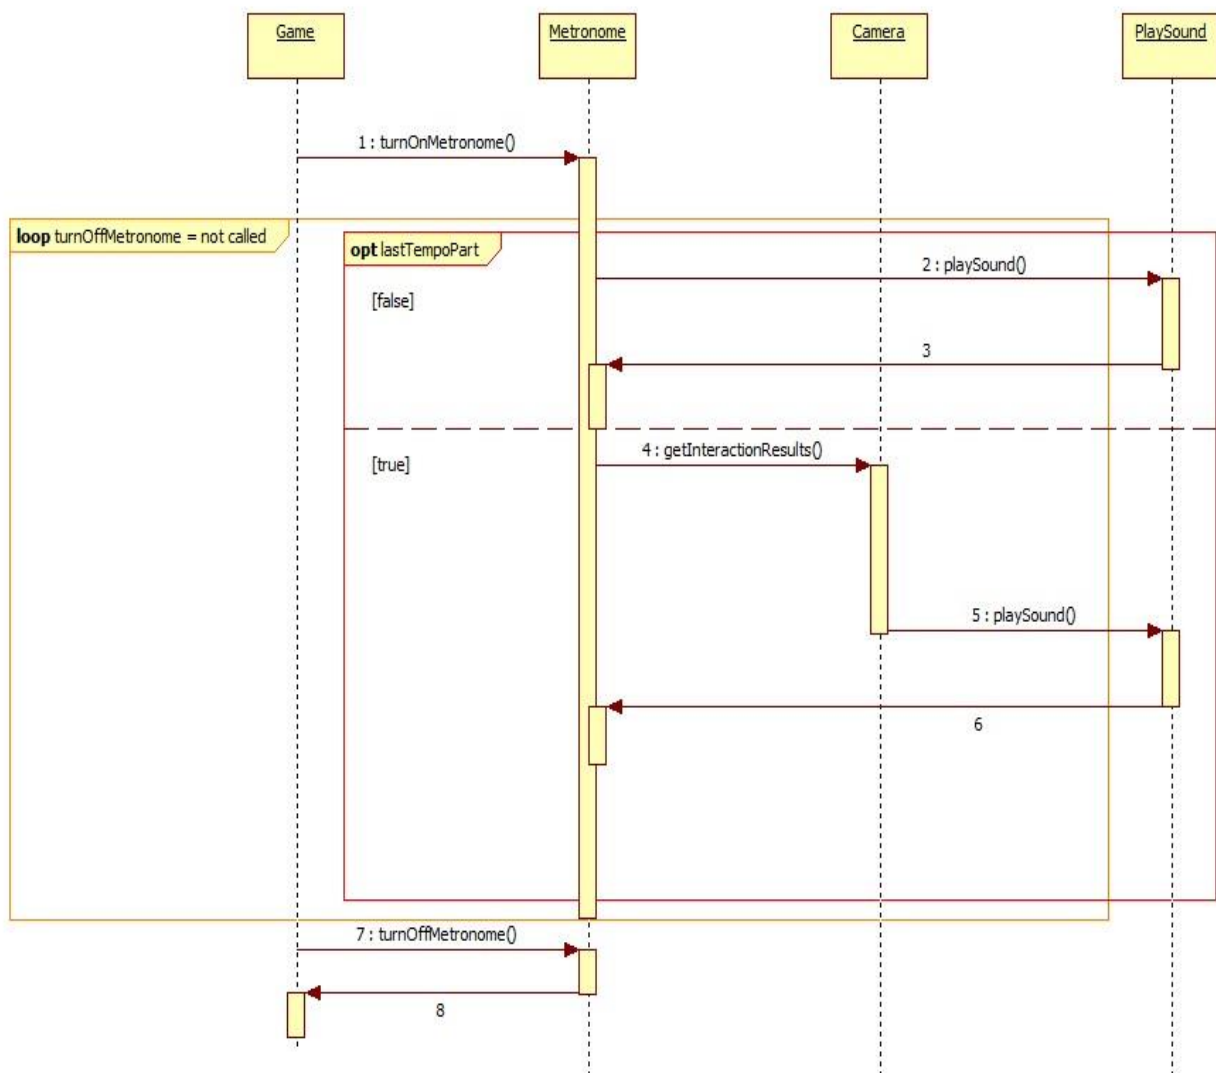 Game
Metronome
Camera
PlaySound
1 : turnOnMetronome()
loop turnOffMetronome = not called
opt lastTempoPart
2 : playSound()
[false]
3
4 : getInteractionResults()
[true]
5 : playSound()
6
7 : turnOffMetronome()
8